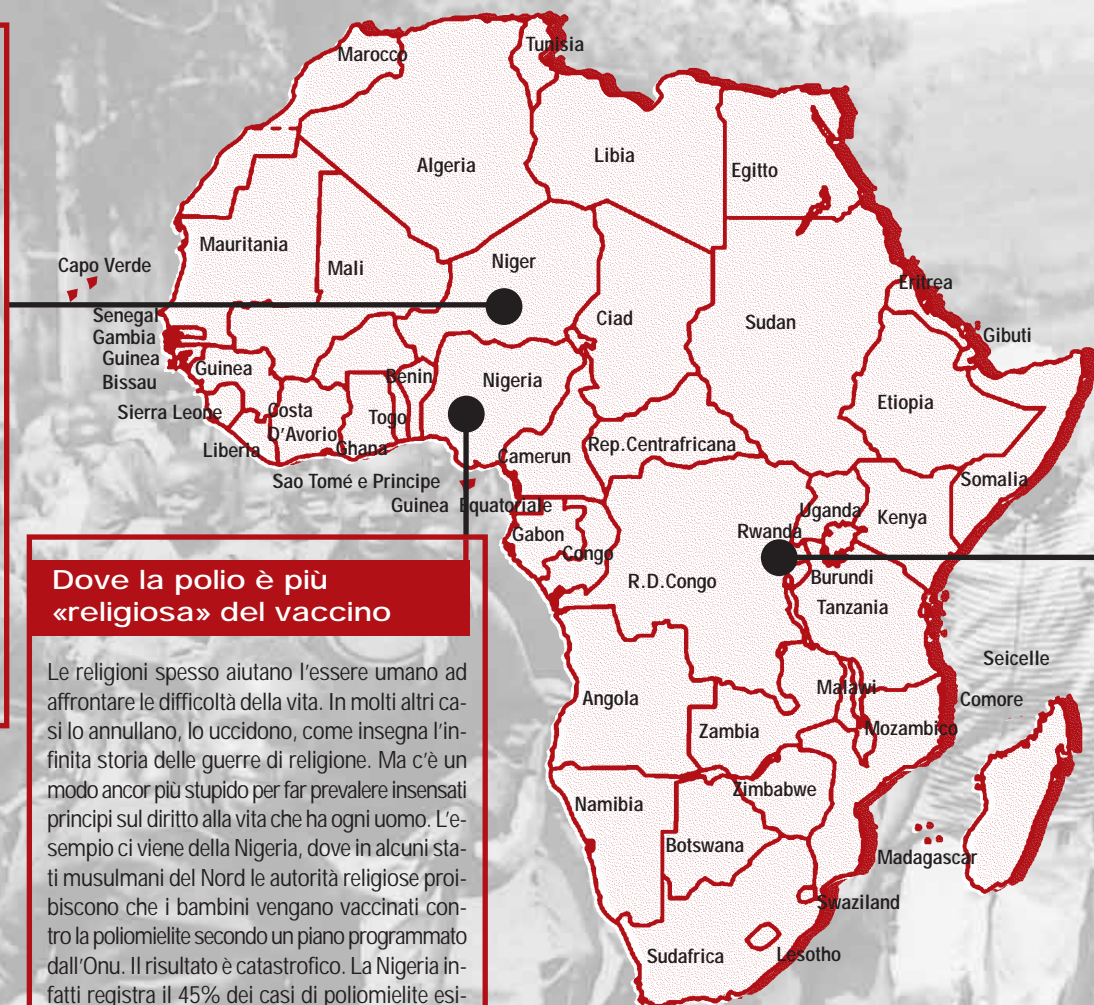 Marocco
Tunisia
Algeria
Libia
Egitto
Mauritania
Mali
Niger
Capo Verde
Ciad
Sudan
Eritrea
Senegal
Gambia
Guinea
Bissau
Gibuti
Guinea
Benin
Nigeria
Etiopia
Sierra Leone
Costa
D'Avorio
Togo
Liberia
Ghana
Camerun
Rep.Centrafricana
Somalia
Sao Tomé e Principe
Guinea Equatoriale
Uganda
Kenya
Gabon
Congo
Rwanda
R.D.Congo
Burundi
Tanzania
Seicelle
Angola
Malawi
Comore
Zambia
Mozambico
Namibia
Zimbabwe
Botswana
Madagascar
Swaziland
Sudafrica
Lesotho
Dove la polio è più
«religiosa» del vaccino
Le religioni spesso aiutano l'essere umano ad
affrontare le difficoltà della vita. In molti altri ca-
si lo annullano, lo uccidono, come insegna l'in-
finita storia delle guerre di religione. Ma c'è un
modo ancor più stupido per far prevalere insensati
principi sul diritto alla vita che ha ogni uomo. L'e-
sempio ci viene della Nigeria, dove in alcuni sta-
ti musulmani del Nord le autorità religiose proi-
biscono che i bambini vengano vaccinati con-
tro la poliomielite secondo un piano programmato
dall'Onu. Il risultato è catastrofico. La Nigeria in-
fatti registra il 45% dei casi di poliomielite esi-